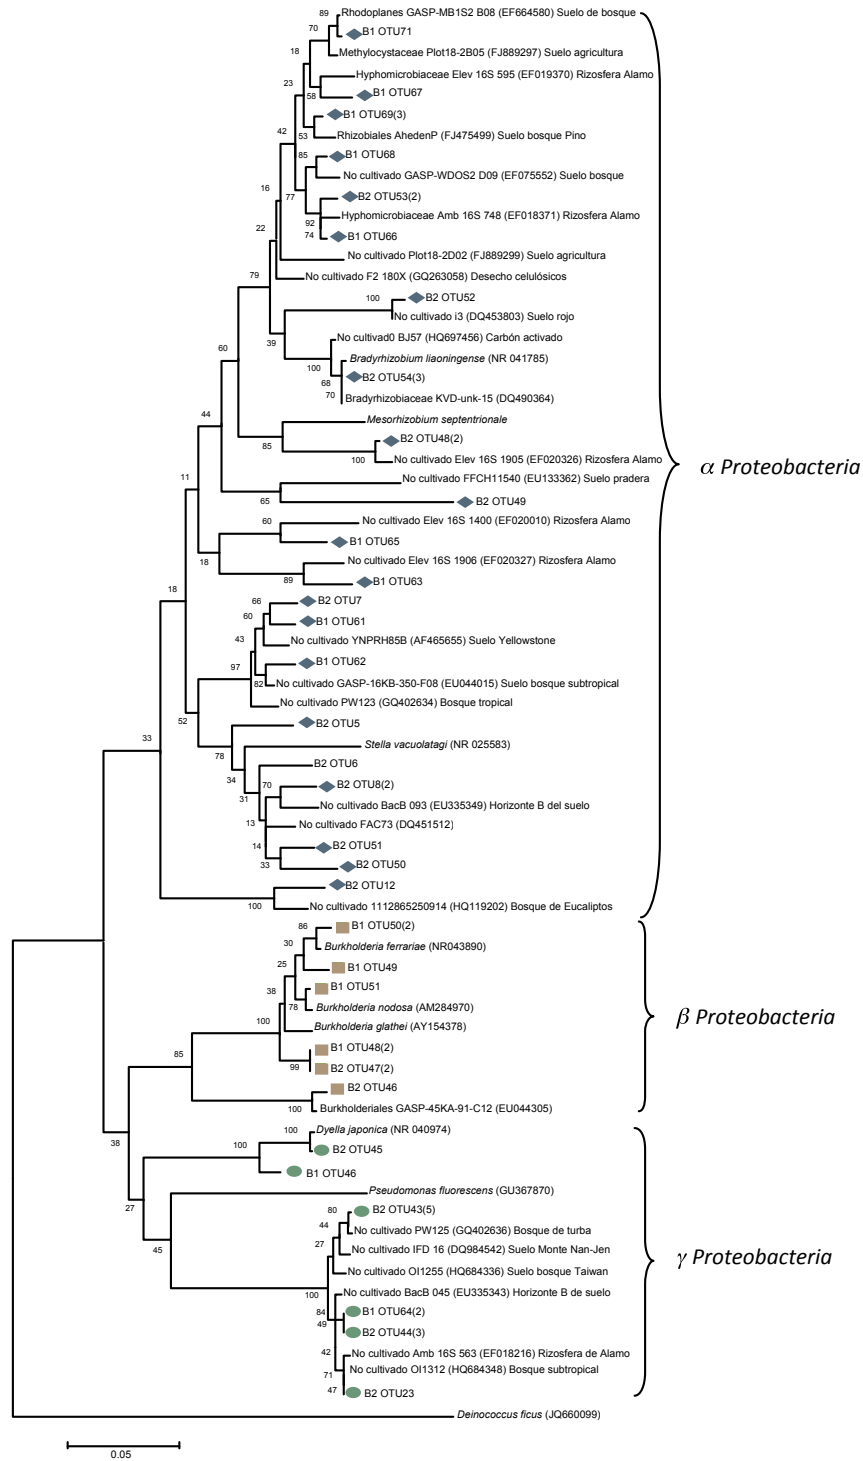 89
Rhodoplanes GASP-MB1S2 B08 (EF664580) Suelo de bosque
70
B1 OTU71
18
Methylocystaceae Plot18-2B05 (FJ889297) Suelo agricultura
Hyphomicrobiaceae Elev 16S 595 (EF019370) Rizosfera Alamo
23
58
B1 OTU67
B1 OTU69(3)
42
53
Rhizobiales AhedenP (FJ475499) Suelo bosque Pino
85
B1 OTU68
No cultivado GASP-WDOS2 D09 (EF075552) Suelo bosque
16
77
B2 OTU53(2)
Hyphomicrobiaceae Amb 16S 748 (EF018371) Rizosfera Alamo
92
22
74
B1 OTU66
No cultivado Plot18-2D02 (FJ889299) Suelo agricultura
79
No cultivado F2 180X (GQ263058) Desecho celulósicos
100
B2 OTU52
No cultivado i3 (DQ453803) Suelo rojo
39
No cultivad0 BJ57 (HQ697456) Carbón activado
60
Bradyrhizobium liaoningense (NR 041785)
100
68
B2 OTU54(3)
70
Bradyrhizobiaceae KVD-unk-15 (DQ490364)
44
Mesorhizobium septentrionale
85
B2 OTU48(2)
100
No cultivado Elev 16S 1905 (EF020326) Rizosfera Alamo
α Proteobacteria
11
No cultivado FFCH11540 (EU133362) Suelo pradera
65
B2 OTU49
60
No cultivado Elev 16S 1400 (EF020010) Rizosfera Alamo
B1 OTU65
18
No cultivado Elev 16S 1906 (EF020327) Rizosfera Alamo
89
B1 OTU63
18
66
B2 OTU7
60
B1 OTU61
43
No cultivado YNPRH85B (AF465655) Suelo Yellowstone
97
B1 OTU62
82
No cultivado GASP-16KB-350-F08 (EU044015) Suelo bosque subtropical
No cultivado PW123 (GQ402634) Bosque tropical
52
B2 OTU5
33
78
Stella vacuolatagi (NR 025583)
34
B2 OTU6
70
B2 OTU8(2)
31
No cultivado BacB 093 (EU335349) Horizonte B del suelo
13
No cultivado FAC73 (DQ451512)
14
B2 OTU51
33
B2 OTU50
B2 OTU12
100
No cultivado 1112865250914 (HQ119202) Bosque de Eucaliptos
86
B1 OTU50(2)
30
Burkholderia ferrariae (NR043890)
25
B1 OTU49
38
B1 OTU51
78
Burkholderia nodosa (AM284970)
β Proteobacteria
100
Burkholderia glathei (AY154378)
85
B1 OTU48(2)
99
B2 OTU47(2)
B2 OTU46
100
Burkholderiales GASP-45KA-91-C12 (EU044305)
38
100
Dyella japonica (NR 040974)
100
B2 OTU45
B1 OTU46
27
Pseudomonas fluorescens (GU367870)
80
B2 OTU43(5)
44
No cultivado PW125 (GQ402636) Bosque de turba
45
27
No cultivado IFD 16 (DQ984542) Suelo Monte Nan-Jen
γ Proteobacteria
No cultivado OI1255 (HQ684336) Suelo bosque Taiwan
100
No cultivado BacB 045 (EU335343) Horizonte B de suelo
84
B1 OTU64(2)
49
B2 OTU44(3)
42
No cultivado Amb 16S 563 (EF018216) Rizosfera de Alamo
71
No cultivado OI1312 (HQ684348) Bosque subtropical
47
B2 OTU23
Deinococcus ficus (JQ660099)
0.05